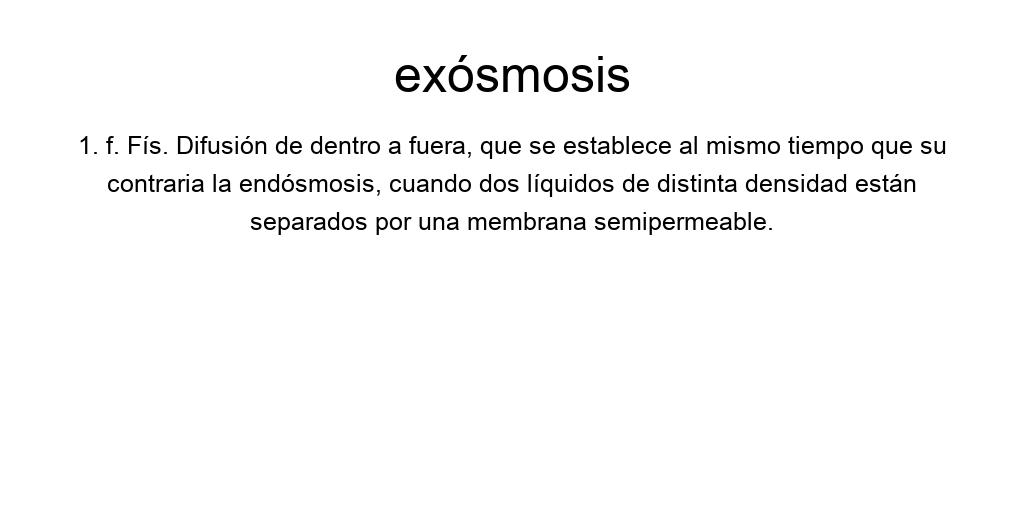 exósmosis
1. f. Fís. Difusión de dentro a fuera, que se establece al mismo tiempo que su
contraria la endósmosis, cuando dos líquidos de distinta densidad están
separados por una membrana semipermeable.